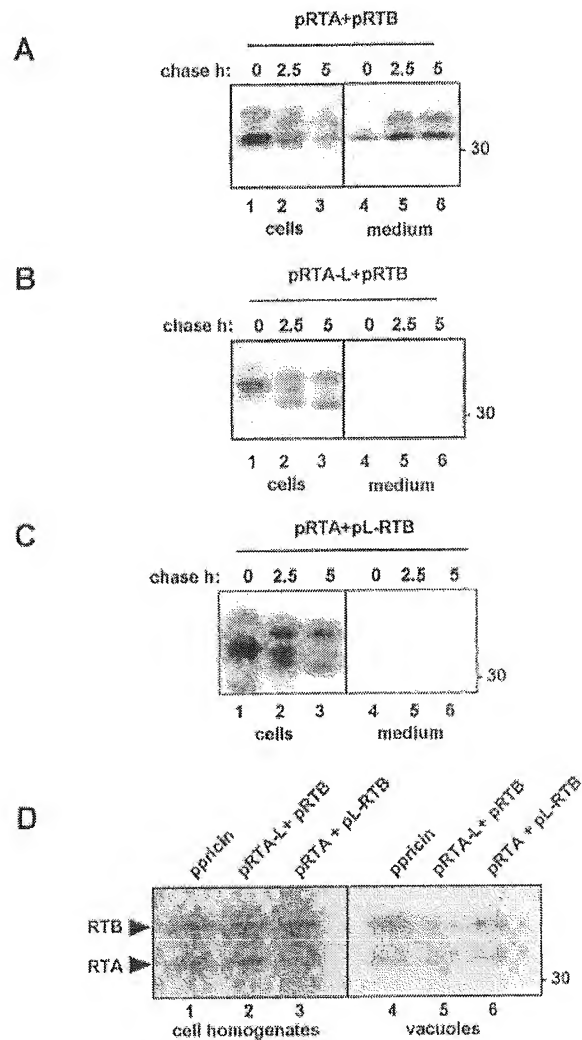 A
pRTA+pRTB
chase h: 0 2.5 5 0 2.5 5
30
1 2 3 4 5 6
cells medium
B
pRTA-L+pRTB
chase h: 0 2.5 5 0 2.5 5
30
1 2 3 4 5 6
cells medium
C
pRTA+pL-RTB
chase h: 0 2.5 5 0 2.5 5
30
1 2 3 4 5 6
cells medium
D
ppricin pRTA-L+ pRTB pRTA + pL-RTB ppricin pRTA-L+ pRTB pRTA + pL-RTB
RTB
RTA
30
1 2 3 4 5 6
cell homogenates vacuoles